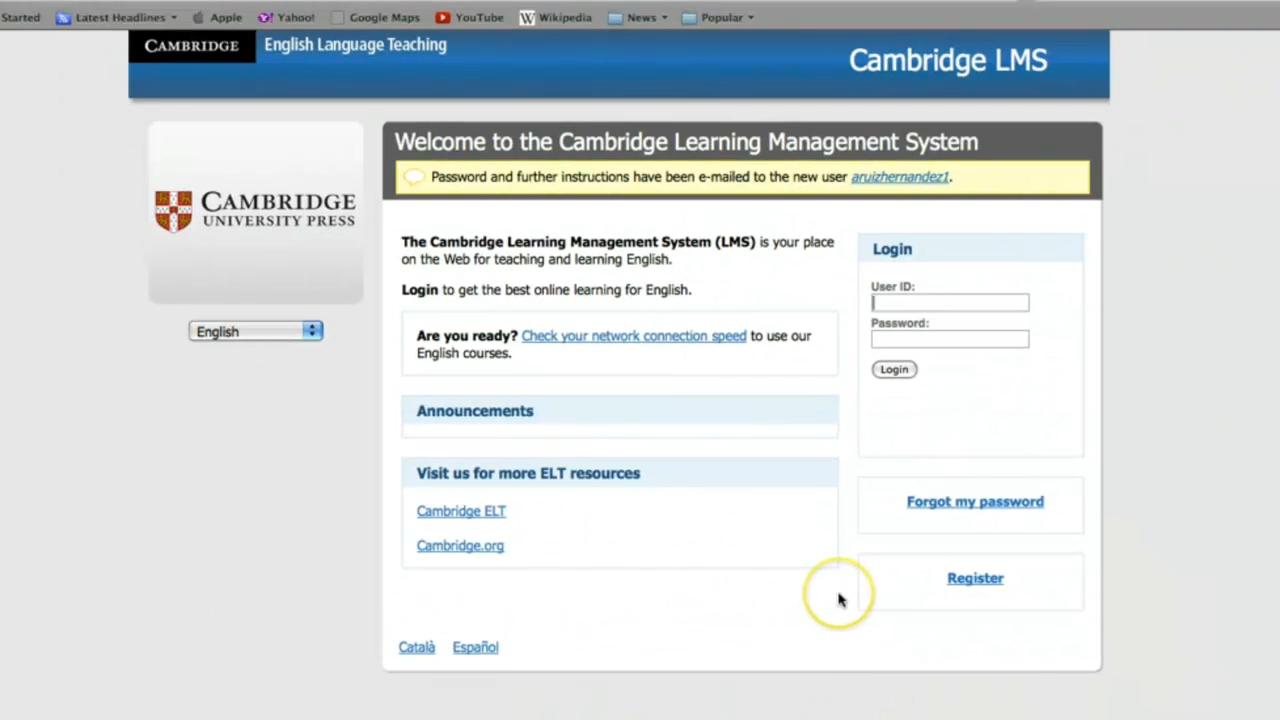 Started Latest Headlines Apple Yahoo! Google Maps YouTube Wikipedia News Popular
CAMBRIDGE English Language Teaching
Cambridge LMS
Welcome to the Cambridge Learning Management System
Password and further instructions have been e-mailed to the new user aruizhernandez1.
CAMBRIDGE
UNIVERSITY PRESS
English
The Cambridge Learning Management System (LMS) is your place
on the Web for teaching and learning English.
Login to get the best online learning for English.
Are you ready? Check your network connection speed to use our
English courses.
Announcements
Visit us for more ELT resources
Cambridge ELT
Cambridge.org
Login
User ID:
Password:
Login
Forgot my password
Register
Català Español